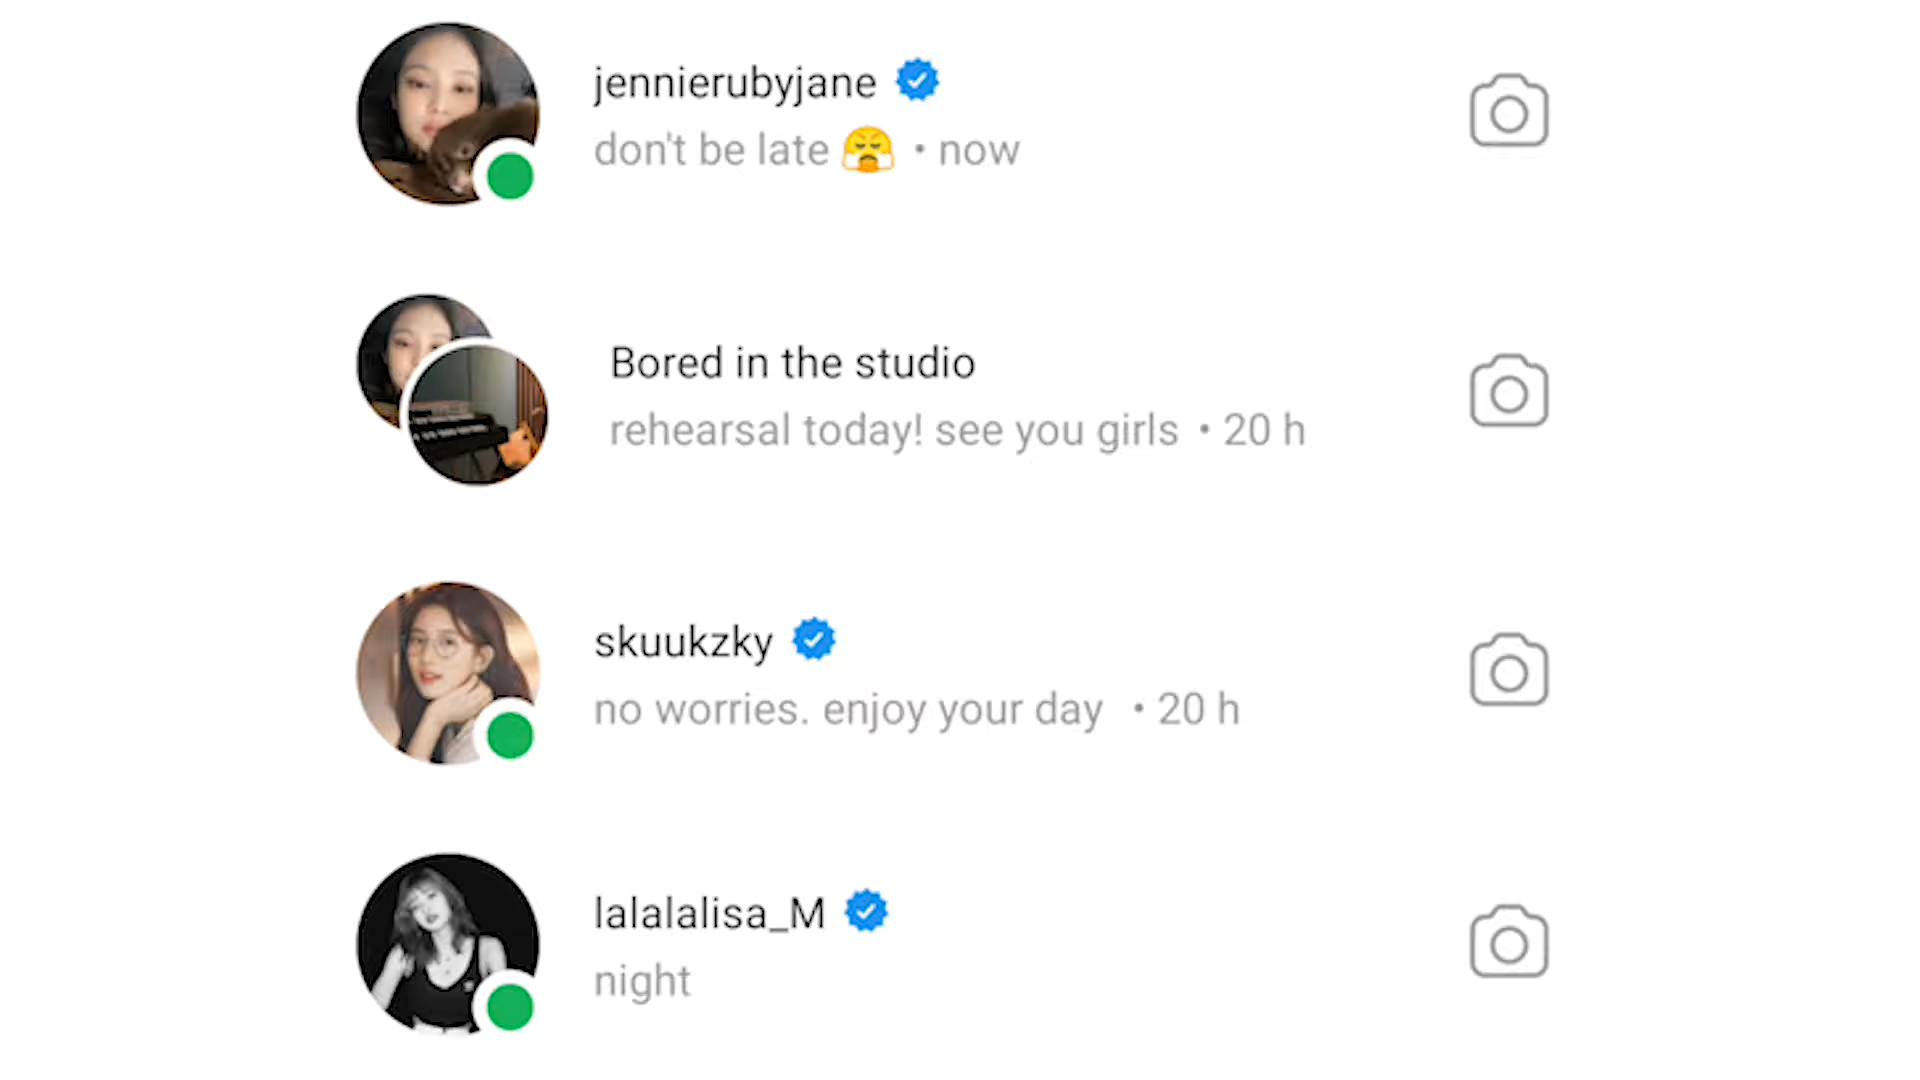 jennierubyjane
don't be late 😤 • now
Bored in the studio
rehearsal today! see you girls • 20 h
skuukzky
no worries. enjoy your day • 20 h
lalalalisa_M
night